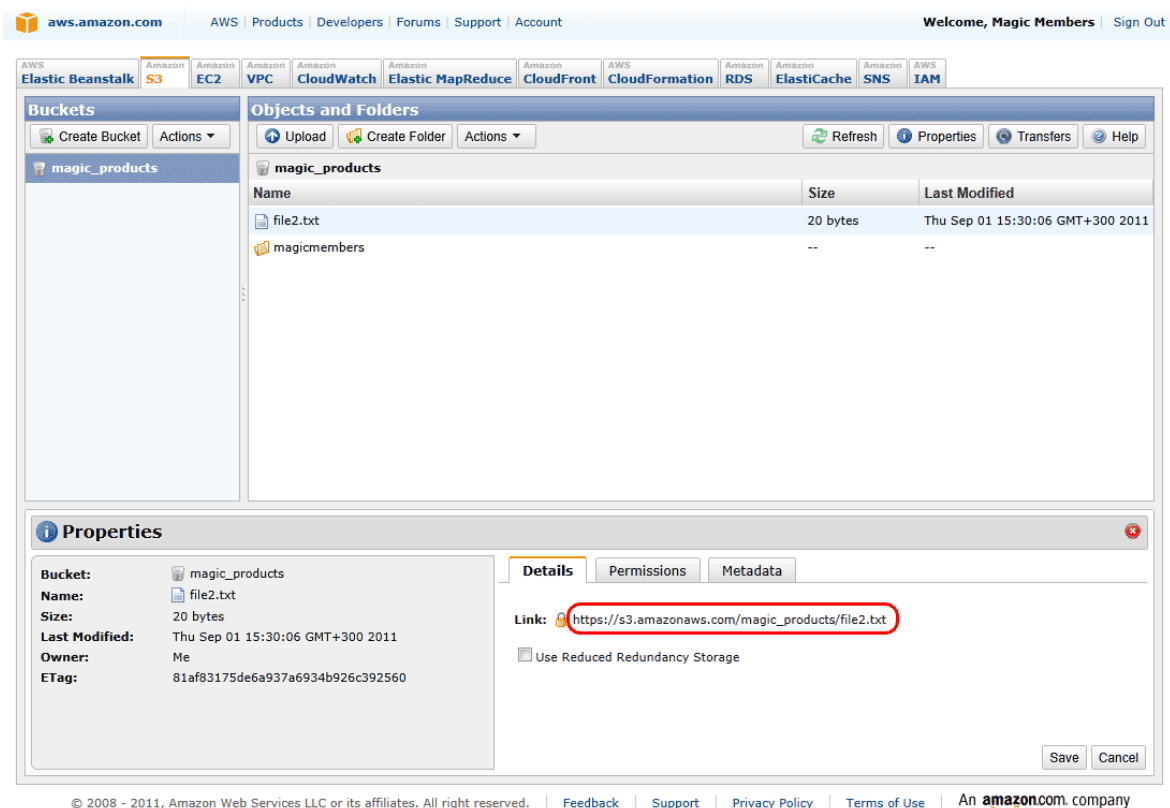 aws.amazon.com AWS | Products | Developers | Forums | Support | Account Welcome, Magic Members | Sign Out
AWS Amazon Amazon Amazon Amazon Amazon Amazon AWS Amazon Amazon Amazon AWS
Elastic Beanstalk S3 EC2 VPC CloudWatch Elastic MapReduce CloudFront CloudFormation RDS ElastiCache SNS IAM
Buckets Objects and Folders
Create Bucket Actions Upload Create Folder Actions Refresh Properties Transfers Help
magic_products magic_products
Name Size Last Modified
file2.txt 20 bytes Thu Sep 01 15:30:06 GMT+300 2011
magicmembers -- --
Properties
Details Permissions Metadata
Bucket: magic_products
Name: file2.txt
Size: 20 bytes
Last Modified: Thu Sep 01 15:30:06 GMT+300 2011
Owner: Me
ETag: 81af83175de6a937a6934b926c392560
Link: https://s3.amazonaws.com/magic_products/file2.txt
Use Reduced Redundancy Storage
Save Cancel
© 2008 - 2011, Amazon Web Services LLC or its affiliates. All right reserved. | Feedback | Support | Privacy Policy | Terms of Use | An amazon.com. company